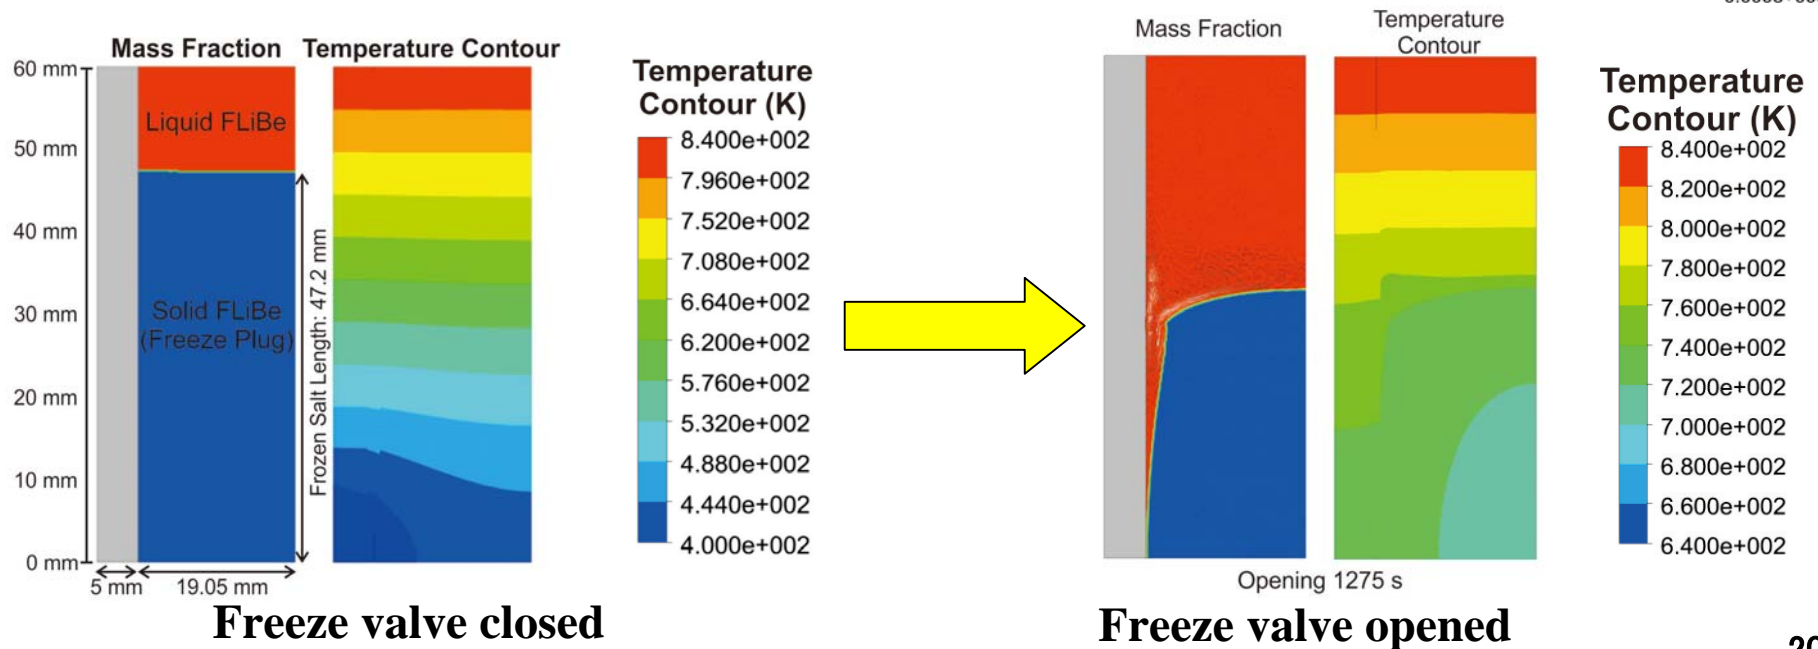 Mass Fraction
Temperature Contour
60 mm
50 mm
40 mm
30 mm
20 mm
10 mm
0 mm
Liquid FLiBe
Solid FLiBe
(Freeze Plug)
Frozen Salt Length: 47.2 mm
5 mm
19.05 mm
Temperature
Contour (K)
8.400e+002
7.960e+002
7.520e+002
7.080e+002
6.640e+002
6.200e+002
5.760e+002
5.320e+002
4.880e+002
4.440e+002
4.000e+002
Freeze valve closed
Mass Fraction
Temperature
Contour
Opening 1275 s
Temperature
Contour (K)
8.400e+002
8.200e+002
8.000e+002
7.800e+002
7.600e+002
7.400e+002
7.200e+002
7.000e+002
6.800e+002
6.600e+002
6.400e+002
Freeze valve opened